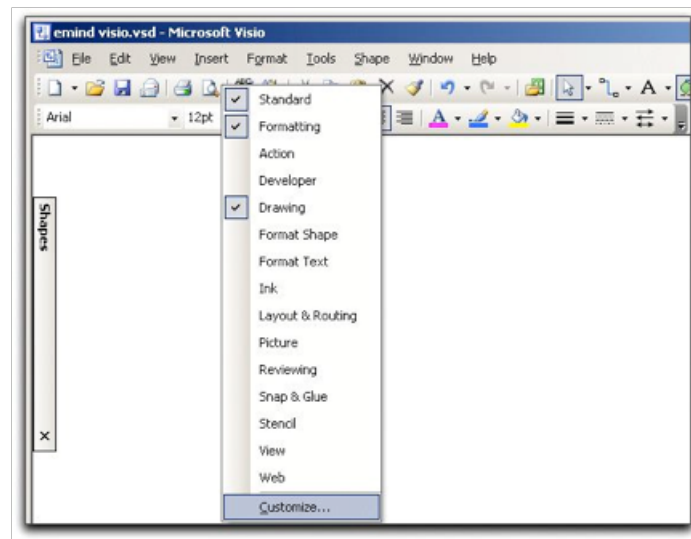 emind visio.vsd - Microsoft Visio
File Edit View Insert Format Tools Shape Window Help
Arial 12pt
Standard
Formatting
Action
Developer
Drawing
Format Shape
Format Text
Ink
Layout & Routing
Picture
Reviewing
Snap & Glue
Stencil
View
Web
Customize...
Shapes